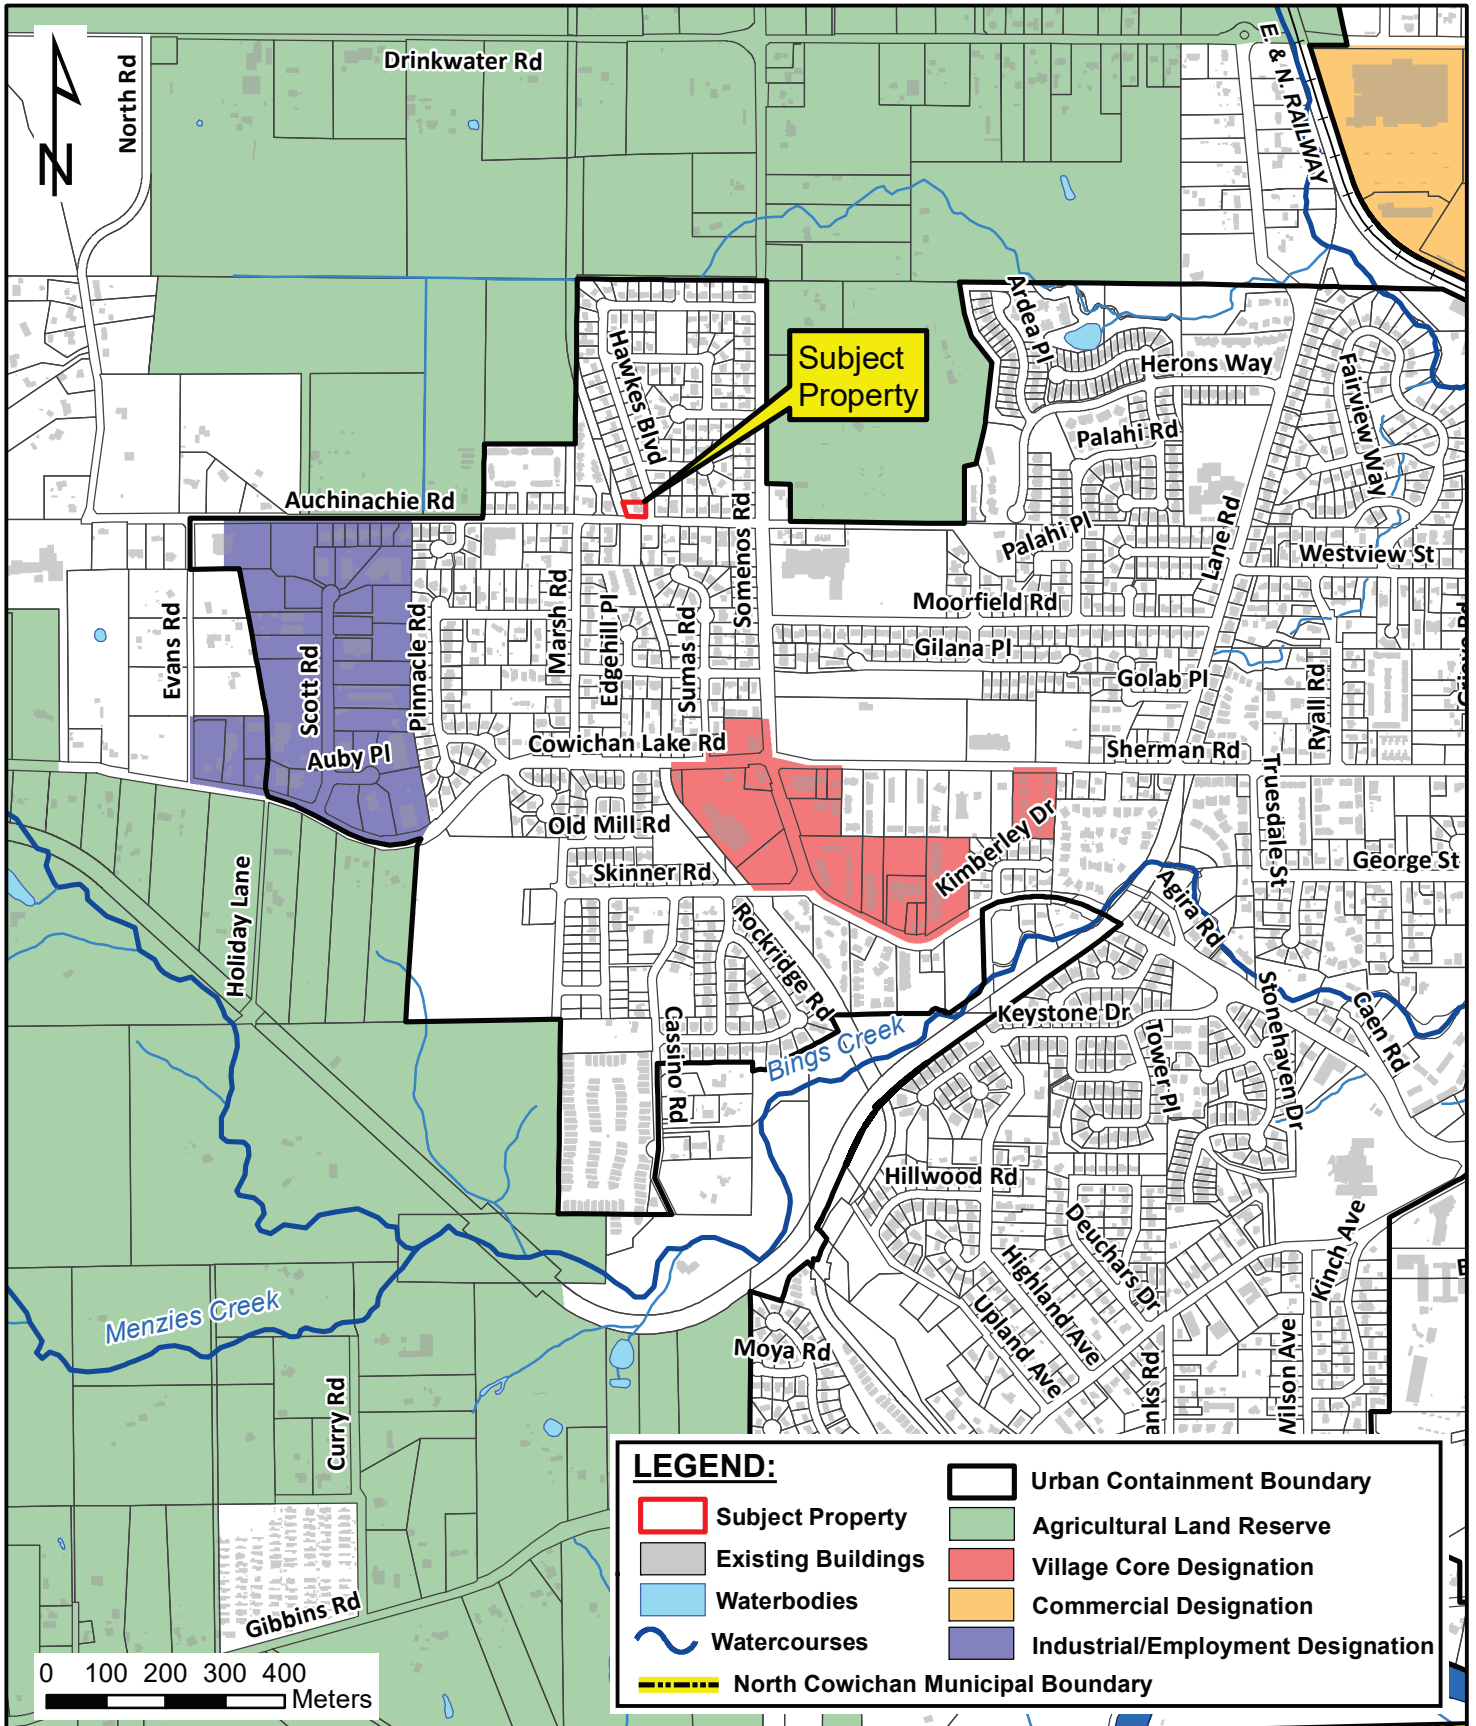 Drinkwater Rd
North Rd
E. & N. RAILWAY
N
Ardea Pl
Hawkes Blvd
Subject
Property
Herons Way
Fairview Way
Palahi Rd
Auchinachie Rd
Somenos Rd
Palahi Pl
Lane Rd
Westview St
Evans Rd
Scott Rd
Pinnacle Rd
Marsh Rd
Edgehill Pl
Sumas Rd
Moorfield Rd
Gilana Pl
Golab Pl
Ryall Rd
Auby Pl
Cowichan Lake Rd
Sherman Rd
Truesdale St
Old Mill Rd
Skinner Rd
Kimberley Dr
George St
Holiday Lane
Rockridge Rd
Agira Rd
Cassino Rd
Bings Creek
Keystone Dr
Tower Pl
Stonehaven Dr
Caen Rd
Hillwood Rd
Deuchars Dr
Highland Ave
Upland Ave
Kinch Ave
Menzies Creek
Moya Rd
anks Rd
Wilson Ave
Curry Rd
Gibbins Rd
LEGEND:
Subject Property
Existing Buildings
Waterbodies
Watercourses
North Cowichan Municipal Boundary
Urban Containment Boundary
Agricultural Land Reserve
Village Core Designation
Commercial Designation
Industrial/Employment Designation
0 100 200 300 400
Meters